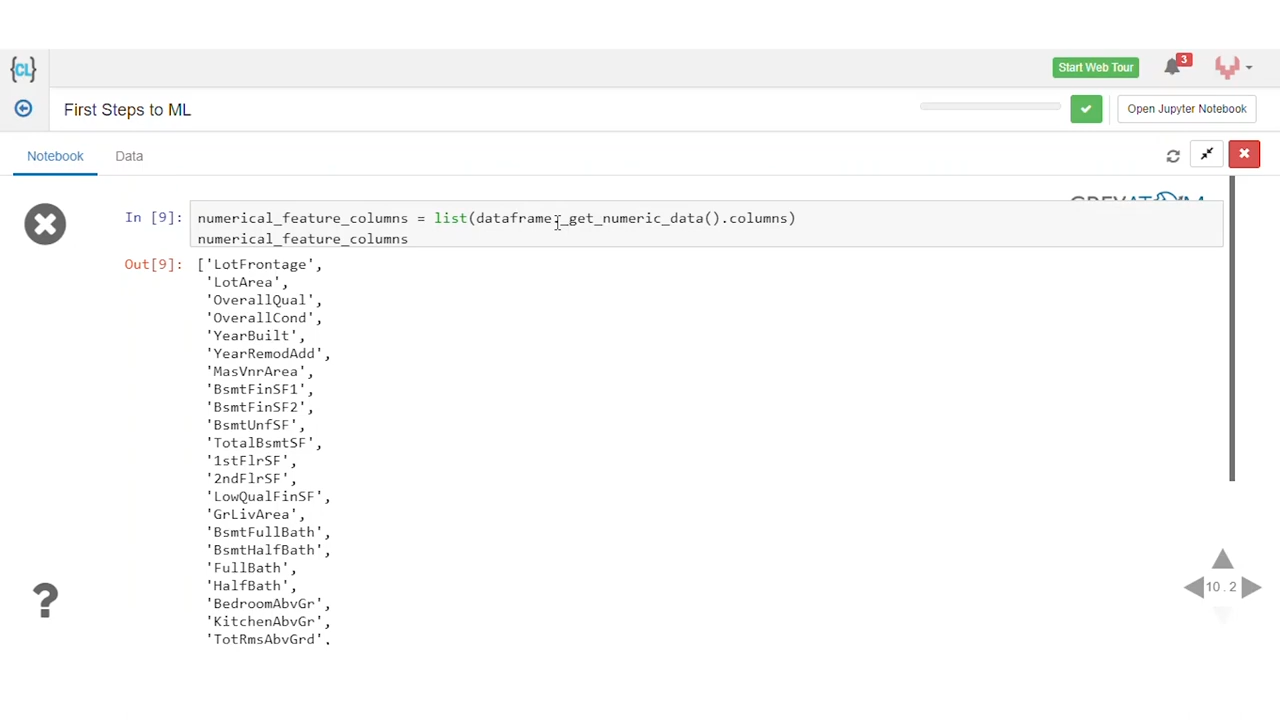 {CL}
Start Web Tour
3
First Steps to ML
Open Jupyter Notebook
Notebook
Data
GREYATOM
In [9]:
numerical_feature_columns = list(dataframe._get_numeric_data().columns)
numerical_feature_columns
Out[9]:
['LotFrontage',
'LotArea',
'OverallQual',
'OverallCond',
'YearBuilt',
'YearRemodAdd',
'MasVnrArea',
'BsmtFinSF1',
'BsmtFinSF2',
'BsmtUnfSF',
'TotalBsmtSF',
'1stFlrSF',
'2ndFlrSF',
'LowQualFinSF',
'GrLivArea',
'BsmtFullBath',
'BsmtHalfBath',
'FullBath',
'HalfBath',
'BedroomAbvGr',
'KitchenAbvGr',
'TotRmsAbvGrd',
?
10.2